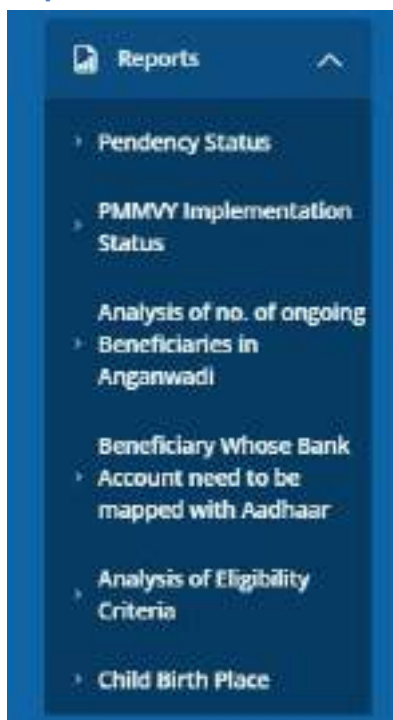 Reports
Pendency Status
PMMVY Implementation
Status
Analysis of no. of ongoing
Beneficiaries in
Anganwadi
Beneficiary Whose Bank
Account need to be
mapped with Aadhaar
Analysis of Eligibility
Criteria
Child Birth Place